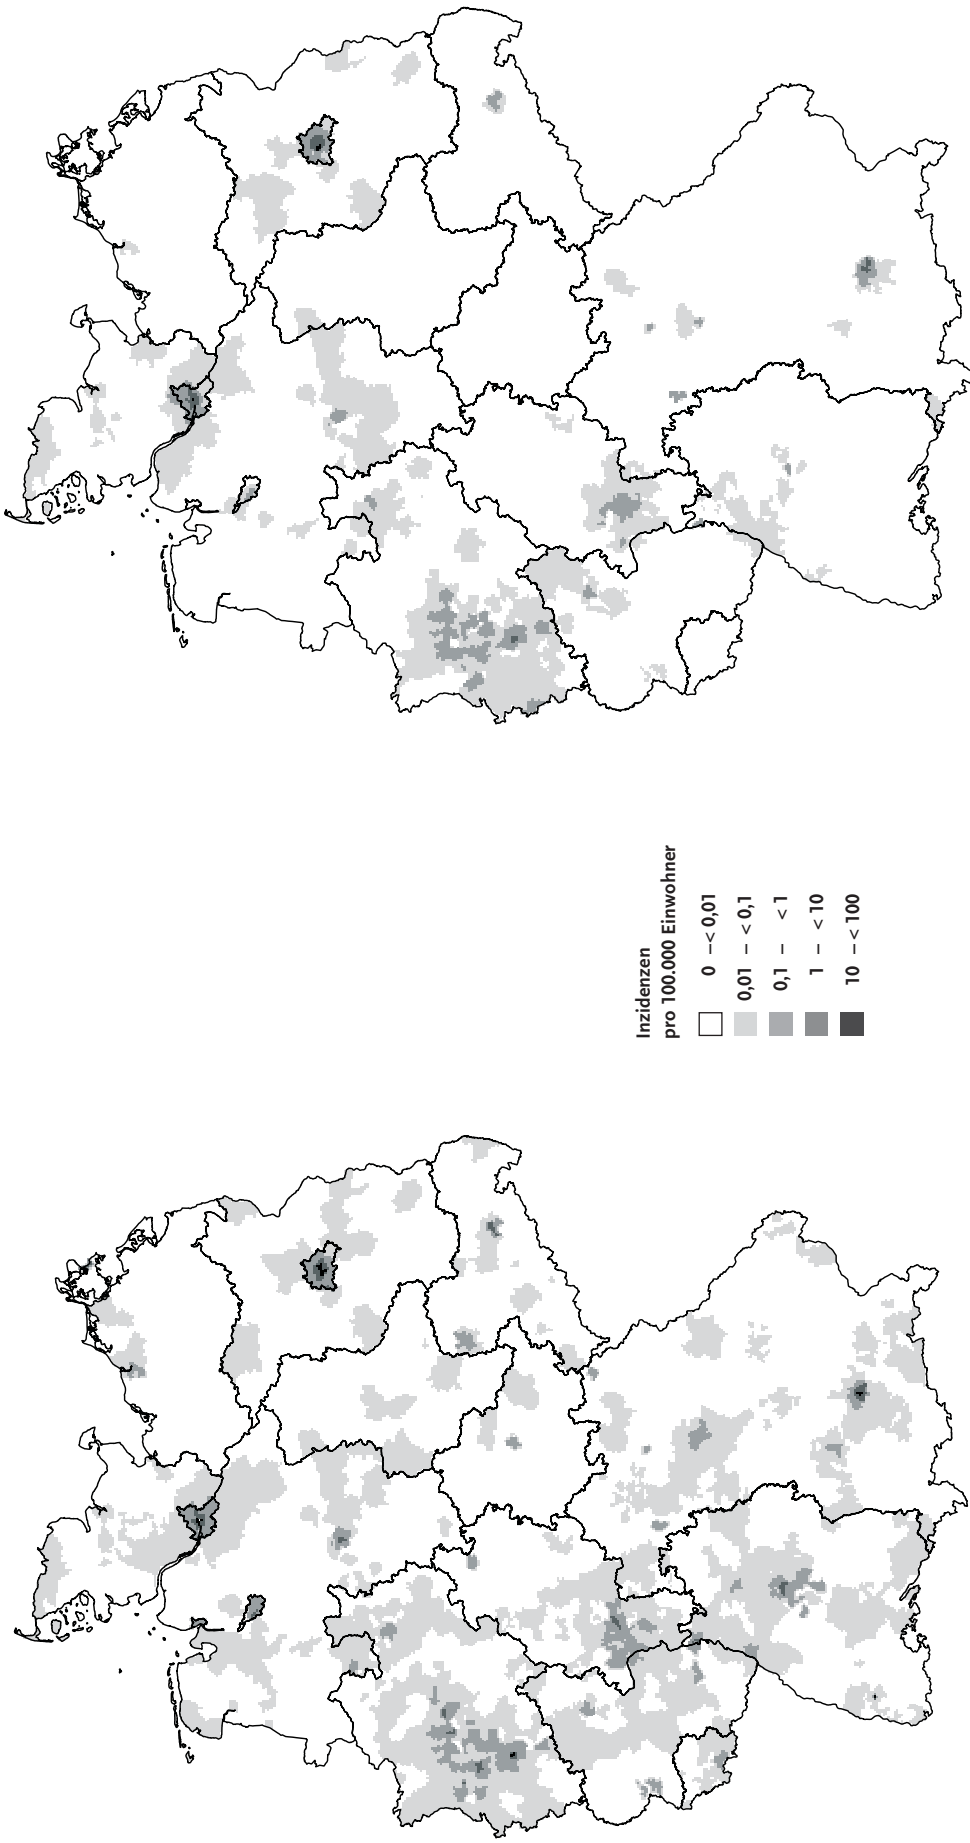 Inzidenzen
pro 100.000 Einwohner
0 –< 0,01
0,01 – < 0,1
0,1 – < 1
1 – < 10
10 –< 100